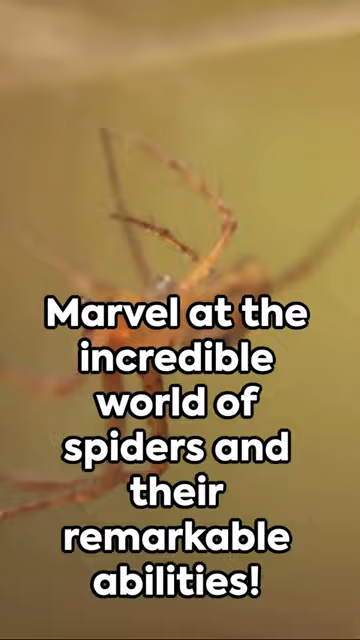 Marvel at the
incredible
world of
spiders and
their
remarkable
abilities!